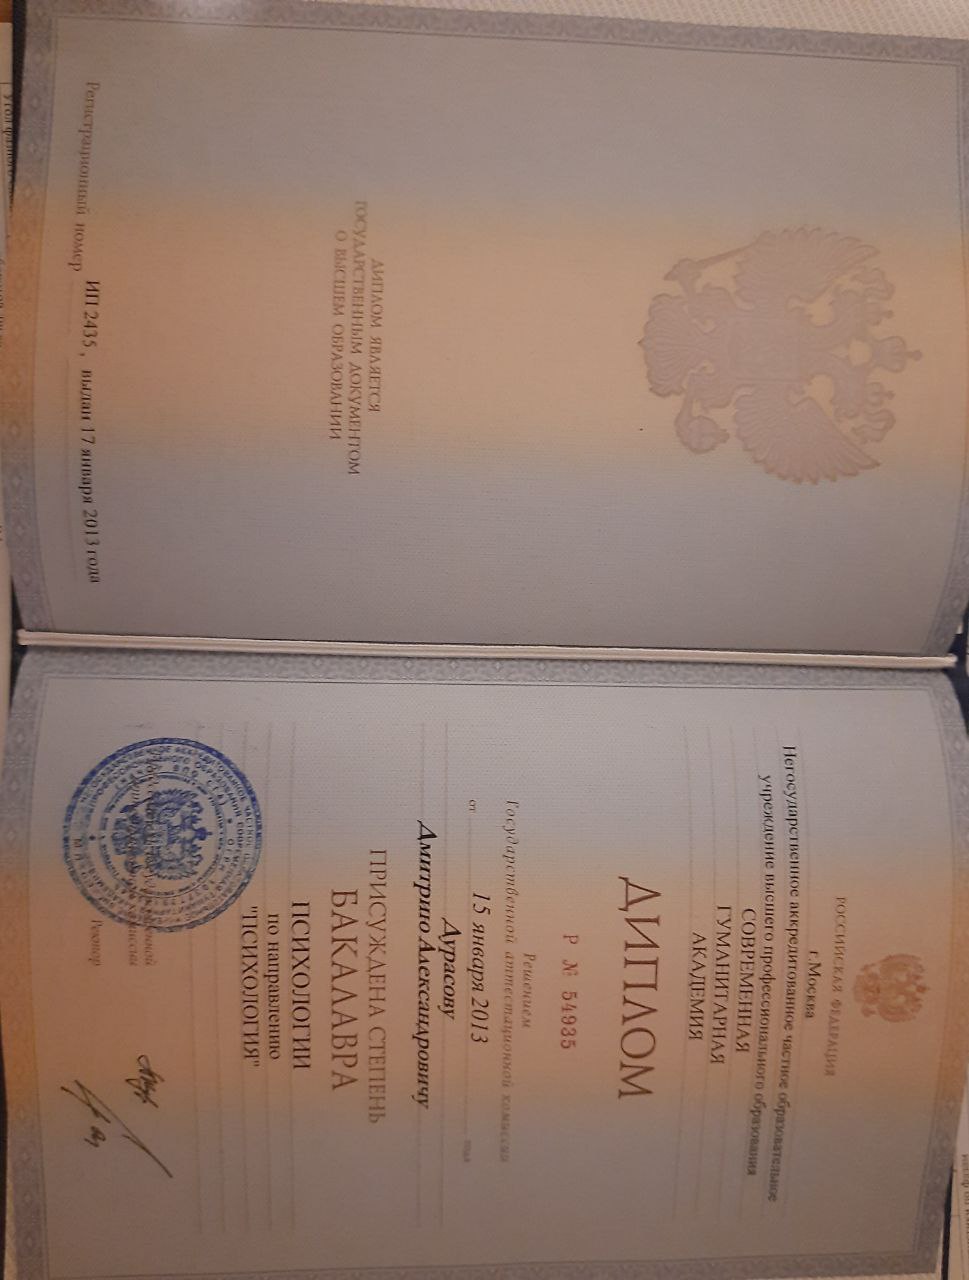 ДИПЛОМ ЯВЛЯЕТСЯ
ГОСУДАРСТВЕННЫМ ДОКУМЕНТОМ
О ВЫСШЕМ ОБРАЗОВАНИИ
Регистрационный номер ИП 2435 , выдан 17 января 2013 года
РОССИЙСКАЯ ФЕДЕРАЦИЯ
г.Москва
Негосударственное аккредитованное частное образовательное
учреждение высшего профессионального образования
СОВРЕМЕННАЯ
ГУМАНИТАРНАЯ
АКАДЕМИЯ
ДИПЛОМ
Р № 54935
Решением
Государственной аттестационной комиссии
от 15 января 2013 года
Дурасову
Дмитрию Александровичу
ПРИСУЖДЕНА СТЕПЕНЬ
БАКАЛАВРА
ПСИХОЛОГИИ
по направлению
"ПСИХОЛОГИЯ"
Ректор